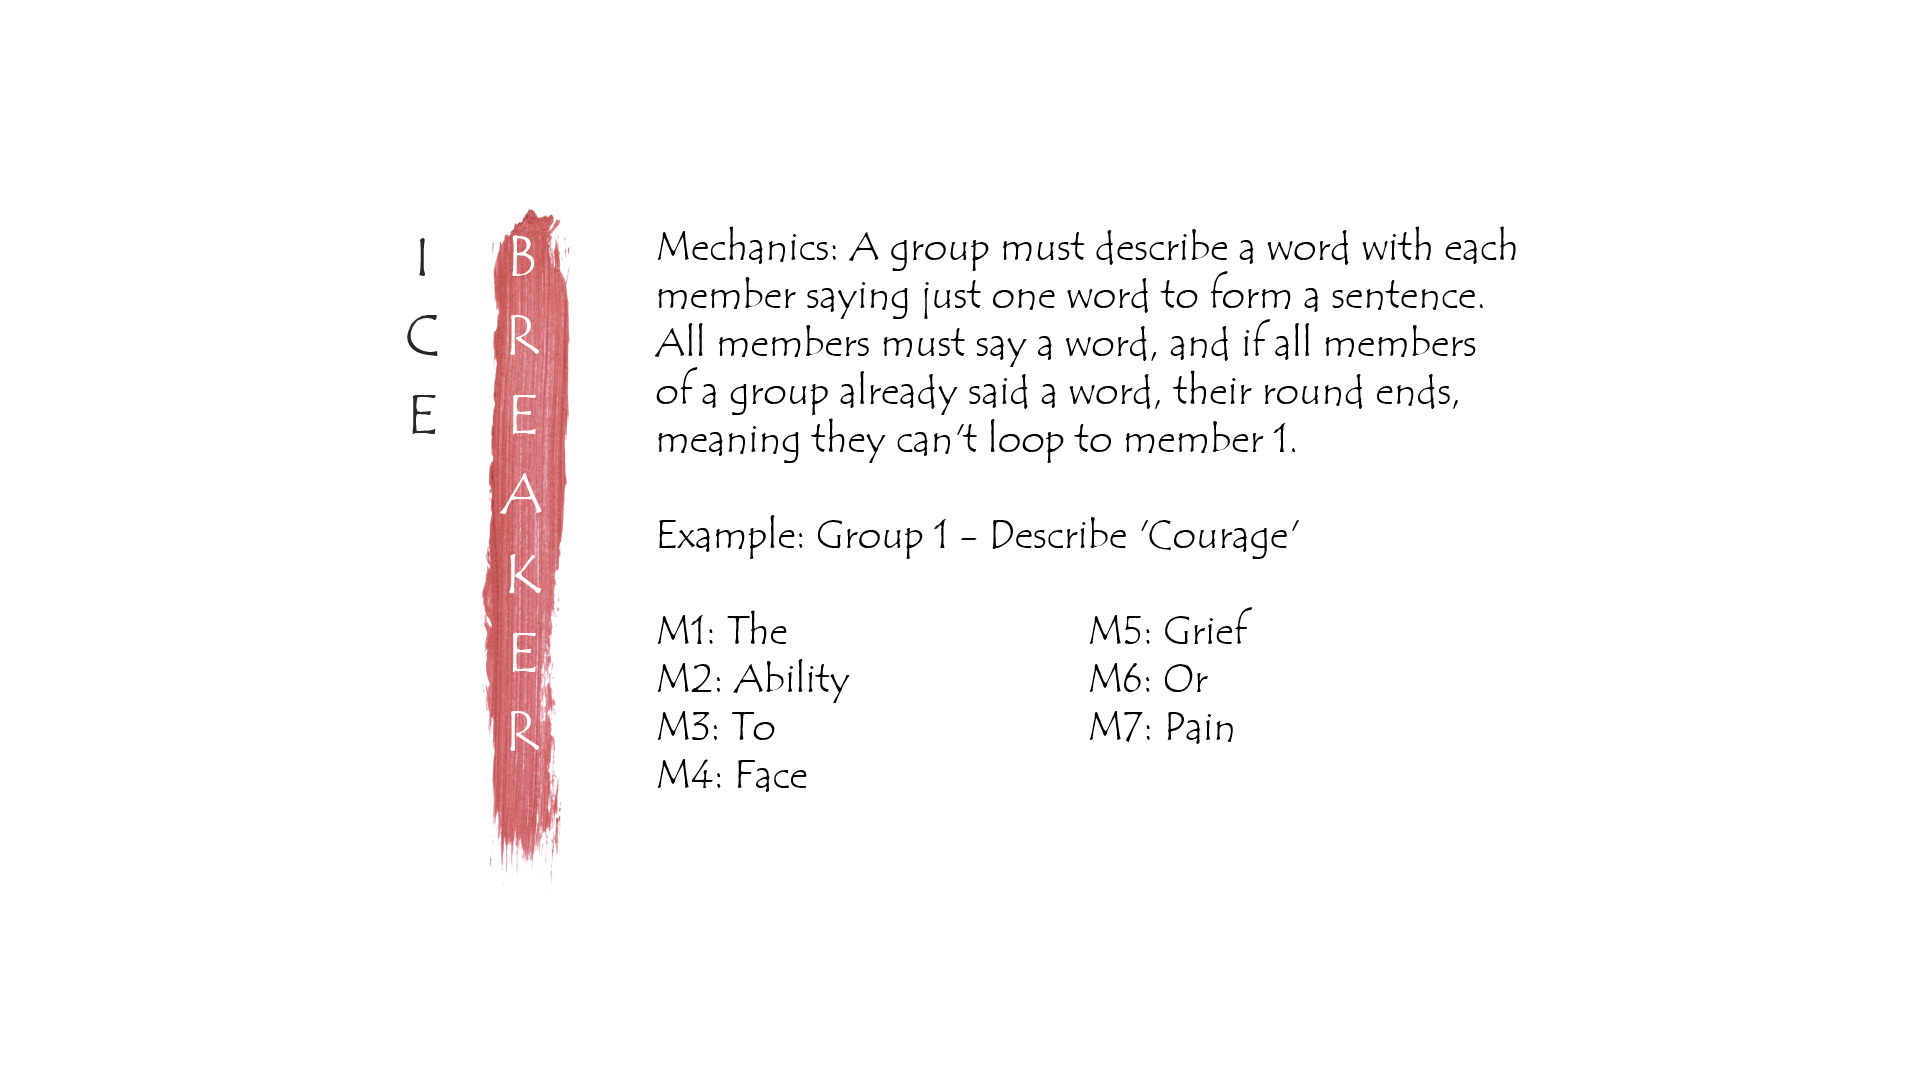 ICE
BREAKER
Mechanics: A group must describe a word with each
member saying just one word to form a sentence.
All members must say a word, and if all members
of a group already said a word, their round ends,
meaning they can't loop to member 1.
Example: Group 1 – Describe 'Courage'
M1: The
M2: Ability
M3: To
M4: Face
M5: Grief
M6: Or
M7: Pain